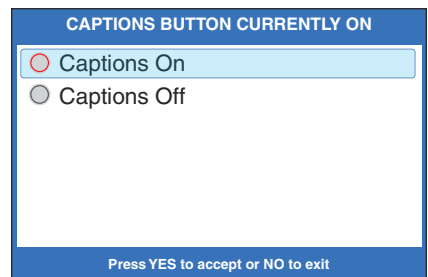 CAPTIONS BUTTON CURRENTLY ON
Captions On
Captions Off
Press YES to accept or NO to exit